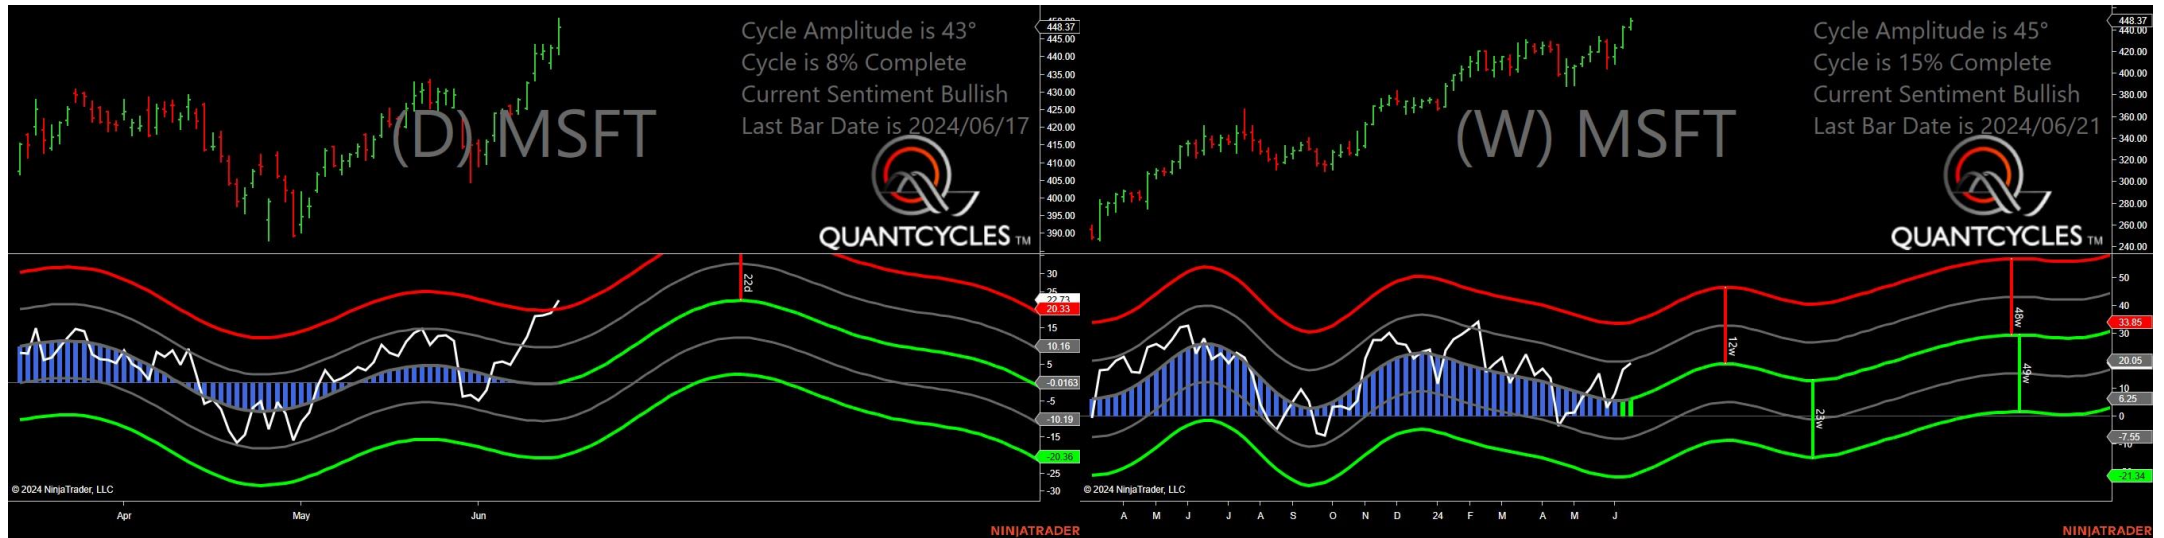 Cycle Amplitude is 43°
Cycle is 8% Complete
Current Sentiment Bullish
Last Bar Date is 2024/06/17
(D) MSFT
QUANTCYCLES TM
448.37
445.00
440.00
435.00
430.00
425.00
420.00
415.00
410.00
405.00
400.00
395.00
390.00
22d
30
25
22.73
20.33
15
10.16
5
-0.0163
-5
-10.19
-15
-20.36
-25
-30
© 2024 NinjaTrader, LLC
Apr
May
Jun
NINJATRADER
Cycle Amplitude is 45°
Cycle is 15% Complete
Current Sentiment Bullish
Last Bar Date is 2024/06/21
(W) MSFT
QUANTCYCLES TM
448.37
440.00
420.00
400.00
380.00
360.00
340.00
320.00
300.00
280.00
260.00
240.00
12w
23w
48w
49w
50
40
33.85
30
20.05
10
6.25
0
-7.55
-21.34
© 2024 NinjaTrader, LLC
A M J J A S O N D 24 F M A M J
NINJATRADER